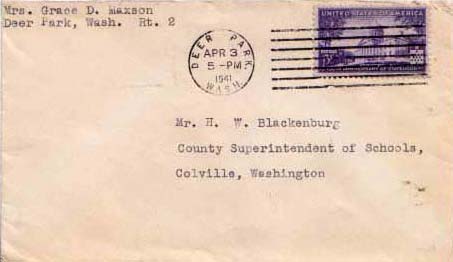 Mrs. Grace D. Maxson
Deer Park, Wash. Rt. 2
DEER PARK
APR 3
5-PM
1941
WASH.
UNITED STATES OF AMERICA
Mr. H. W. Blackenburg
County Superintendent of Schools,
Colville, Washington